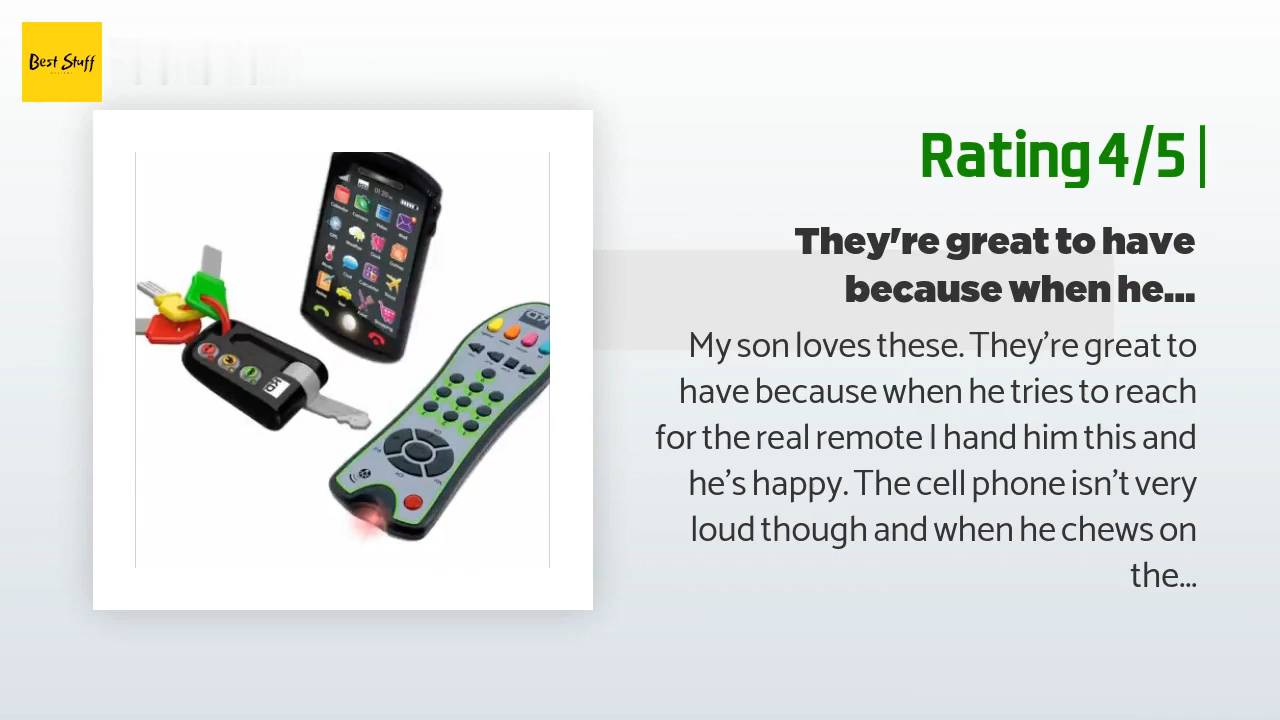 Best Stuff
Rating 4/5 |
They're great to have
because when he...
My son loves these. They're great to
have because when he tries to reach
for the real remote I hand him this and
he's happy. The cell phone isn't very
loud though and when he chews on
the...